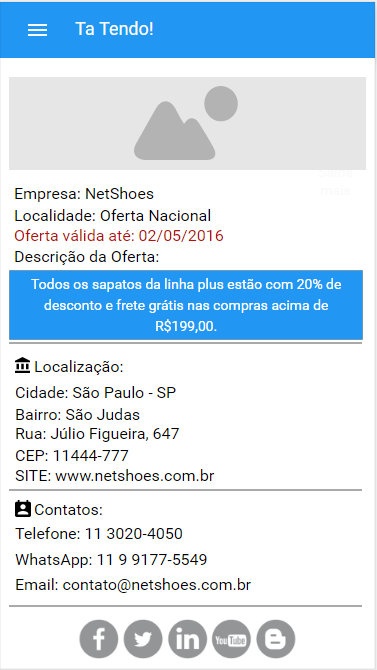 Ta Tendo!
Empresa: NetShoes
Localidade: Oferta Nacional
Oferta válida até: 02/05/2016
Descrição da Oferta:
Todos os sapatos da linha plus estão com 20% de
desconto e frete grátis nas compras acima de
R$199,00.
Localização:
Cidade: São Paulo - SP
Bairro: São Judas
Rua: Júlio Figueira, 647
CEP: 11444-777
SITE: www.netshoes.com.br
Contatos:
Telefone: 11 3020-4050
WhatsApp: 11 9 9177-5549
Email: contato@netshoes.com.br
YouTube